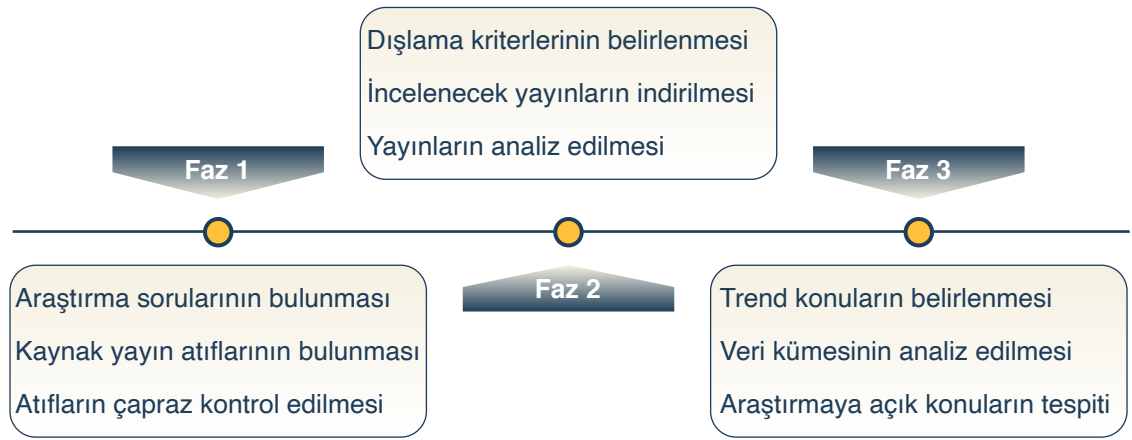 Faz 1
Araştırma sorularının bulunması
Kaynak yayın atıflarının bulunması
Atıfların çapraz kontrol edilmesi
Dışlama kriterlerinin belirlenmesi
İncelenecek yayınların indirilmesi
Yayınların analiz edilmesi
Faz 2
Faz 3
Trend konuların belirlenmesi
Veri kümesinin analiz edilmesi
Araştırmaya açık konuların tespiti